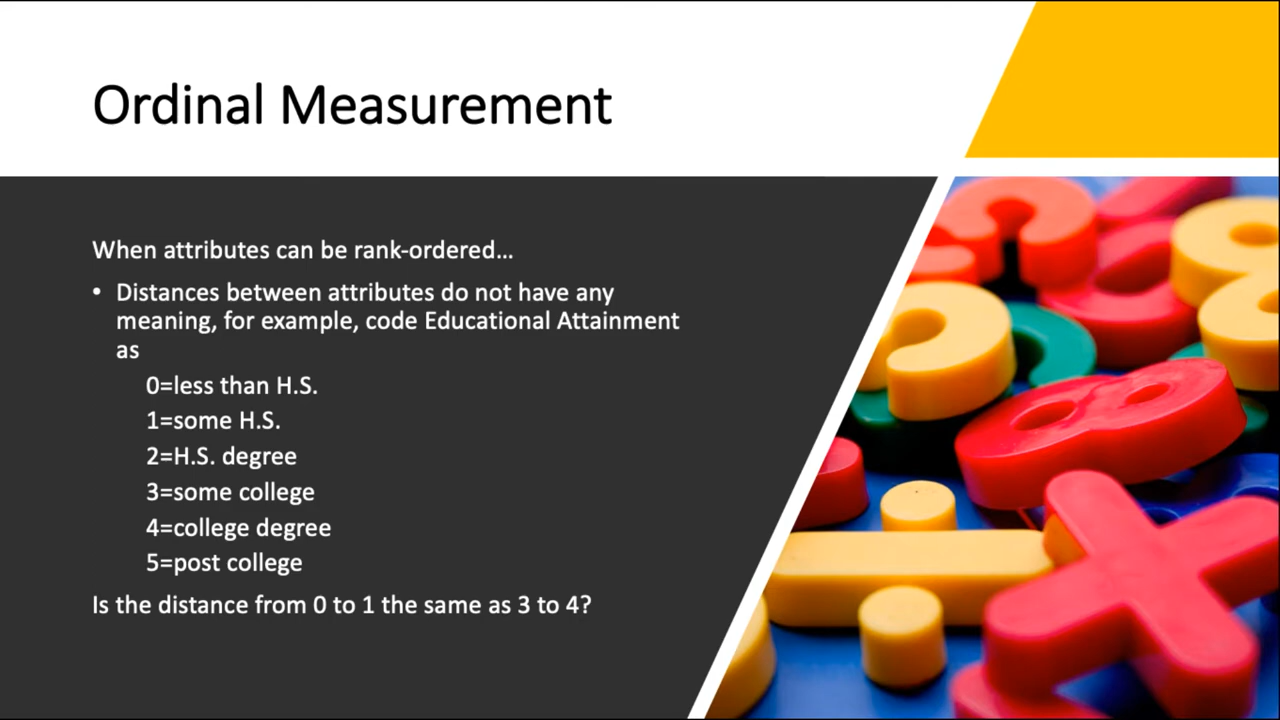 Ordinal Measurement
When attributes can be rank-ordered...
• Distances between attributes do not have any
meaning, for example, code Educational Attainment
as
0=less than H.S.
1=some H.S.
2=H.S. degree
3=some college
4=college degree
5=post college
Is the distance from 0 to 1 the same as 3 to 4?